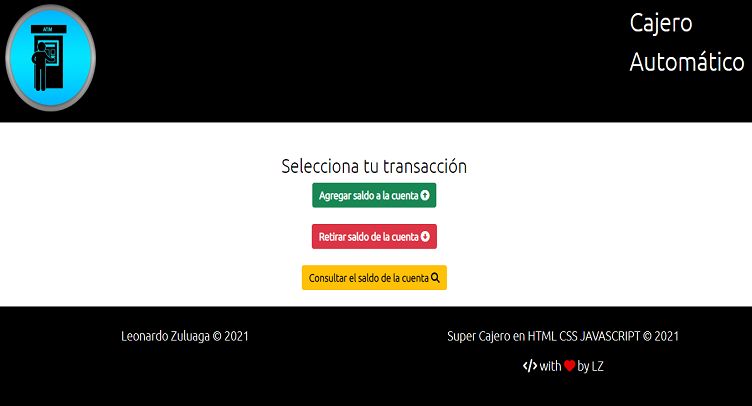 ATM
Cajero
Automático
Selecciona tu transacción
Agregar saldo a la cuenta
Retirar saldo de la cuenta
Consultar el saldo de la cuenta
Leonardo Zuluaga © 2021
Super Cajero en HTML CSS JAVASCRIPT © 2021
</> with ❤ by LZ